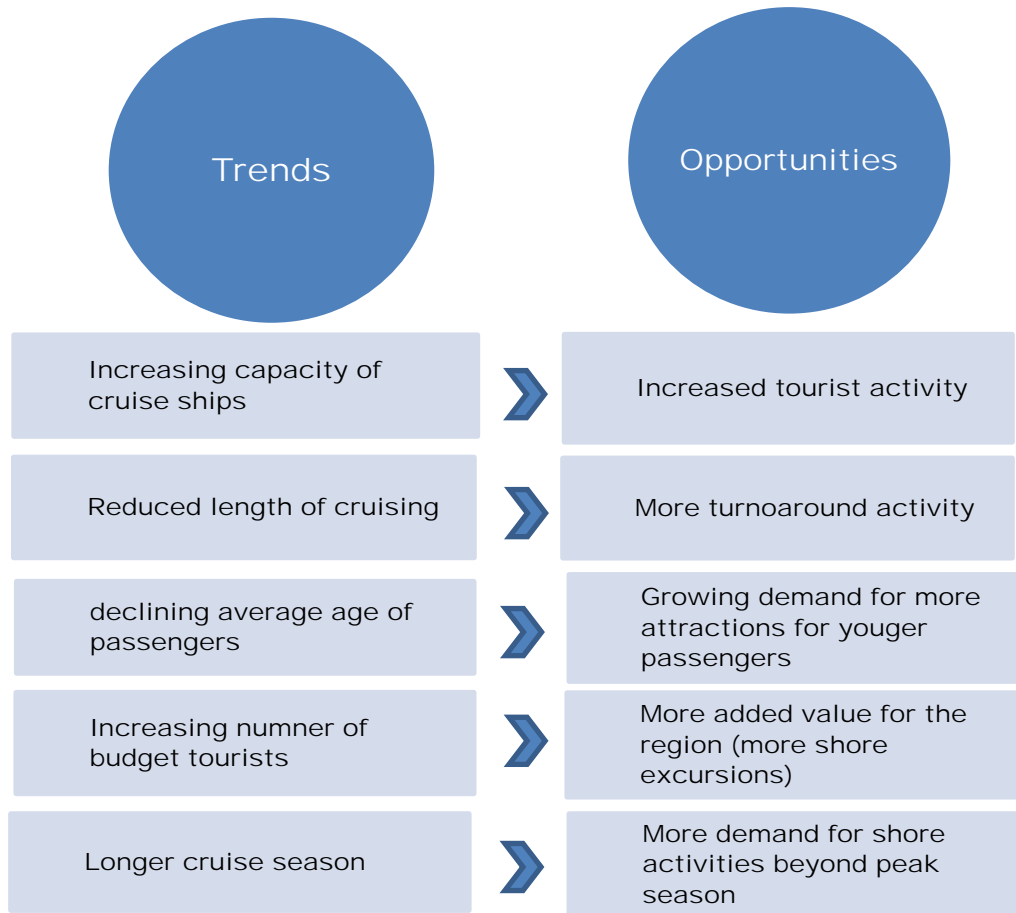 Trends
Opportunities
Increasing capacity of
cruise ships
Increased tourist activity
Reduced length of cruising
More turnoaround activity
declining average age of
passengers
Growing demand for more
attractions for youger
passengers
Increasing numner of
budget tourists
More added value for the
region (more shore
excursions)
Longer cruise season
More demand for shore
activities beyond peak
season